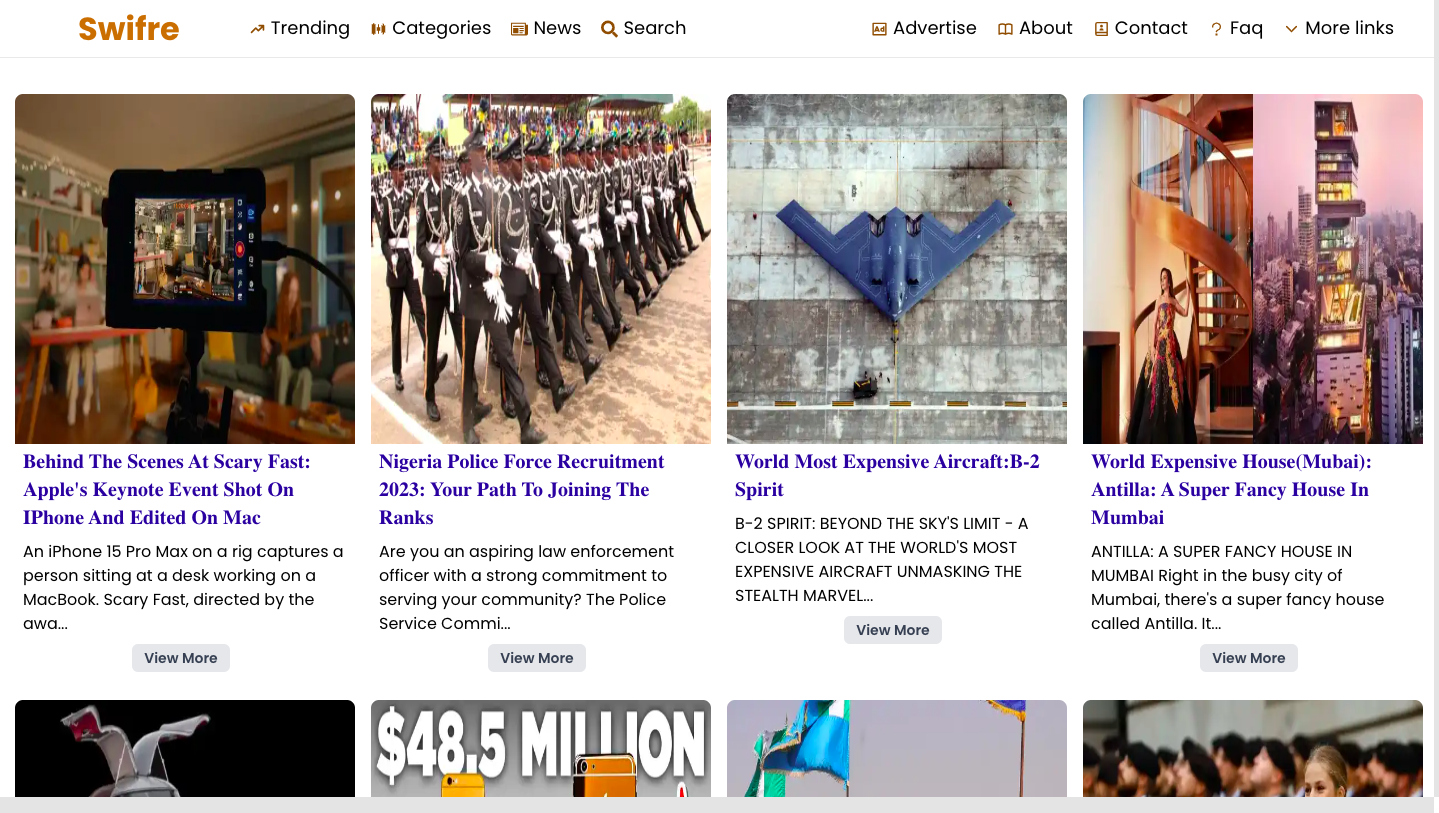 Swifre
Trending
Categories
News
Search
Advertise
About
Contact
Faq
More links
Behind The Scenes At Scary Fast:
Apple's Keynote Event Shot On
IPhone And Edited On Mac
An iPhone 15 Pro Max on a rig captures a
person sitting at a desk working on a
MacBook. Scary Fast, directed by the
awa...
View More
Nigeria Police Force Recruitment
2023: Your Path To Joining The
Ranks
Are you an aspiring law enforcement
officer with a strong commitment to
serving your community? The Police
Service Commi...
View More
World Most Expensive Aircraft:B-2
Spirit
B-2 SPIRIT: BEYOND THE SKY'S LIMIT - A
CLOSER LOOK AT THE WORLD'S MOST
EXPENSIVE AIRCRAFT UNMASKING THE
STEALTH MARVEL...
View More
World Expensive House(Mubai):
Antilla: A Super Fancy House In
Mumbai
ANTILLA: A SUPER FANCY HOUSE IN
MUMBAI Right in the busy city of
Mumbai, there's a super fancy house
called Antilla. It...
View More
$48.5 MILLION